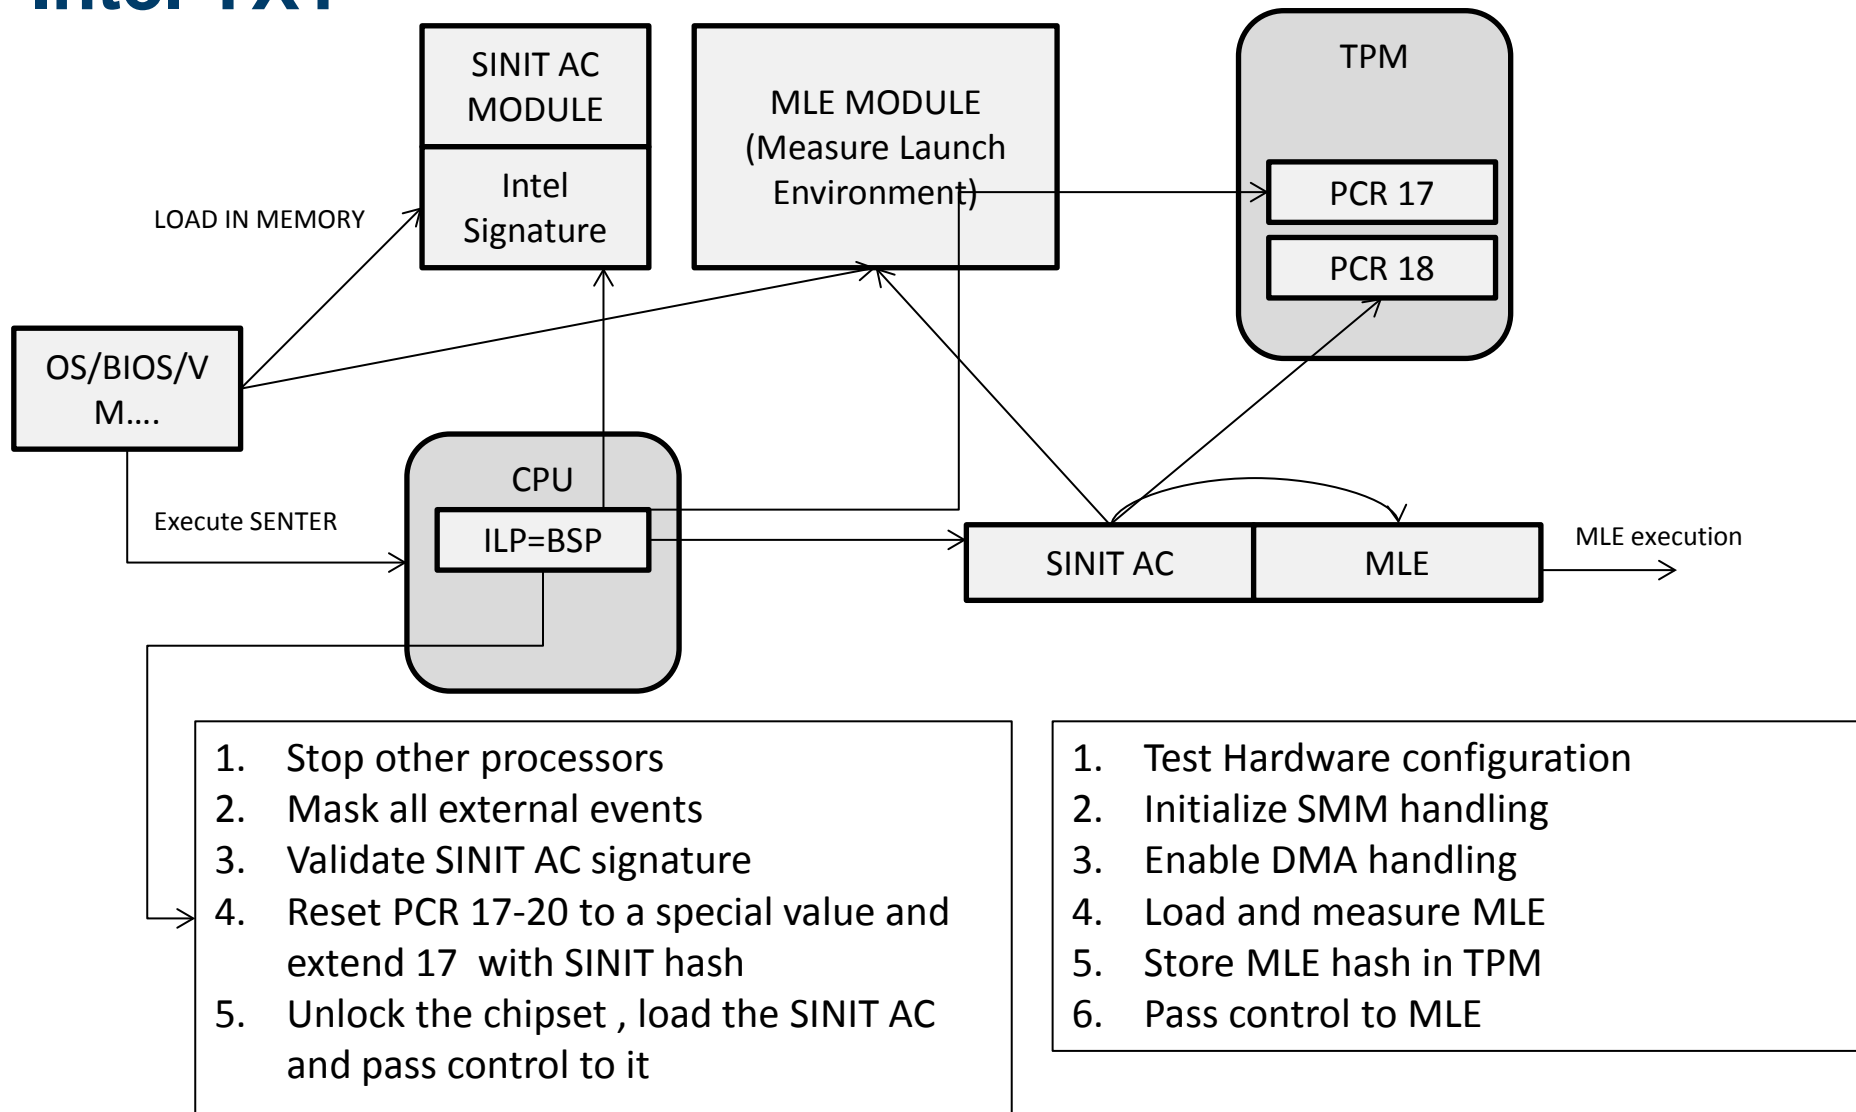 Intel TXT
SINIT AC
MODULE
Intel
Signature
MLE MODULE
(Measure Launch
Environment)
TPM
PCR 17
PCR 18
LOAD IN MEMORY
OS/BIOS/V
M....
Execute SENTER
CPU
ILP=BSP
SINIT AC
MLE
MLE execution
1. Stop other processors
2. Mask all external events
3. Validate SINIT AC signature
4. Reset PCR 17-20 to a special value and
extend 17 with SINIT hash
5. Unlock the chipset , load the SINIT AC
and pass control to it
1. Test Hardware configuration
2. Initialize SMM handling
3. Enable DMA handling
4. Load and measure MLE
5. Store MLE hash in TPM
6. Pass control to MLE